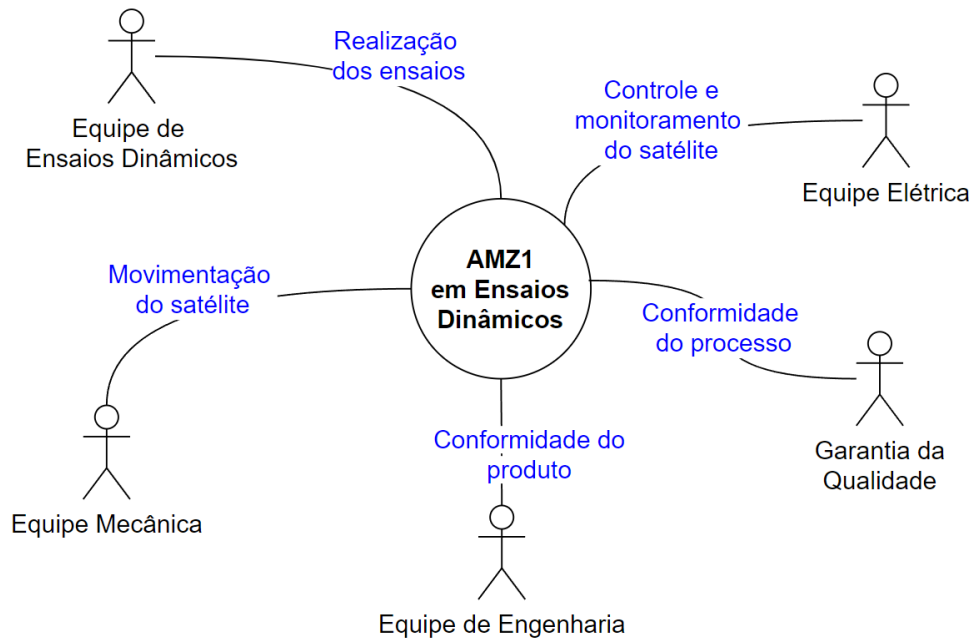 Realização
dos ensaios
Equipe de
Ensaios Dinâmicos
Controle e
monitoramento
do satélite
Equipe Elétrica
AMZ1
em Ensaios
Dinâmicos
Movimentação
do satélite
Conformidade
do processo
Equipe Mecânica
Conformidade do
produto
Garantia da
Qualidade
Equipe de Engenharia